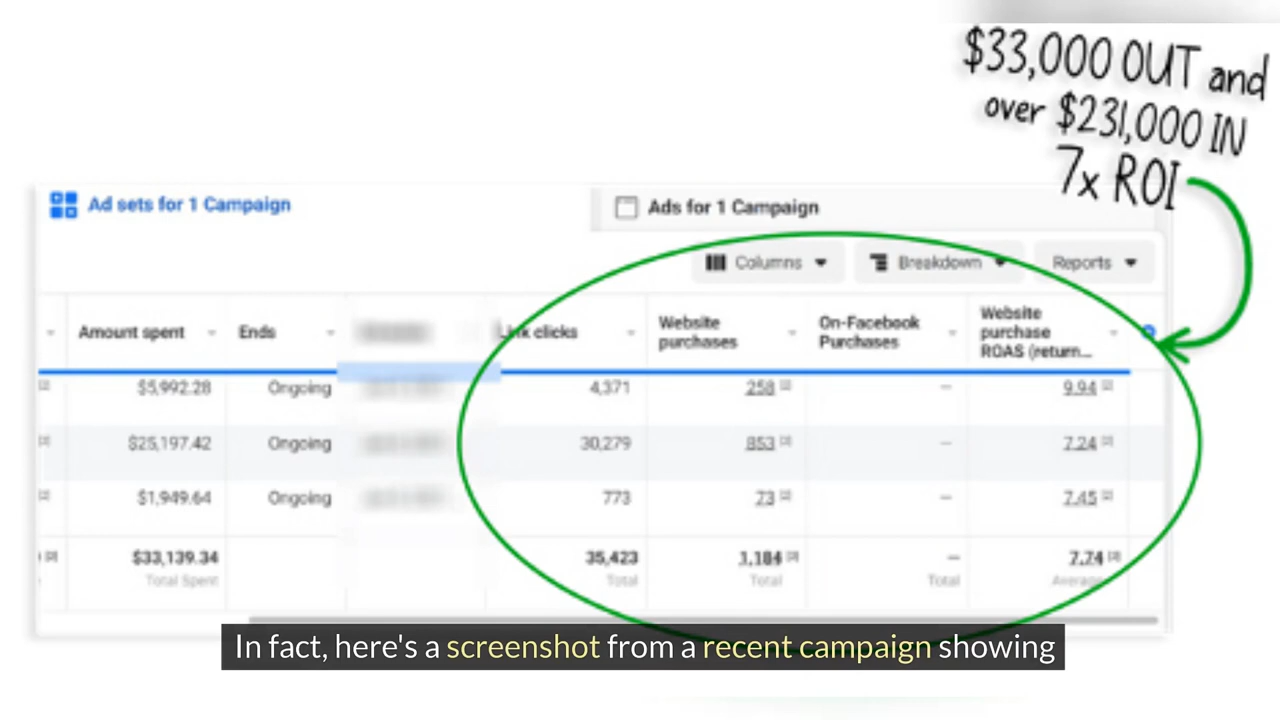 $33,000 OUT and
over $231,000 IN
7x ROI
Ad sets for 1 Campaign
Ads for 1 Campaign
Columns
Breakdown
Reports
Amount spent
Ends
Link clicks
Website purchases
On-Facebook Purchases
Website purchase ROAS (return...
$5,992.28 Ongoing 4,371 258 — 9.94
$25,197.42 Ongoing 30,279 853 — 7.24
$1,949.64 Ongoing 773 73 — 7.45
$33,139.34 35,423 1,184 — 7.74
Total Spent Total Total Total Average
In fact, here's a screenshot from a recent campaign showing